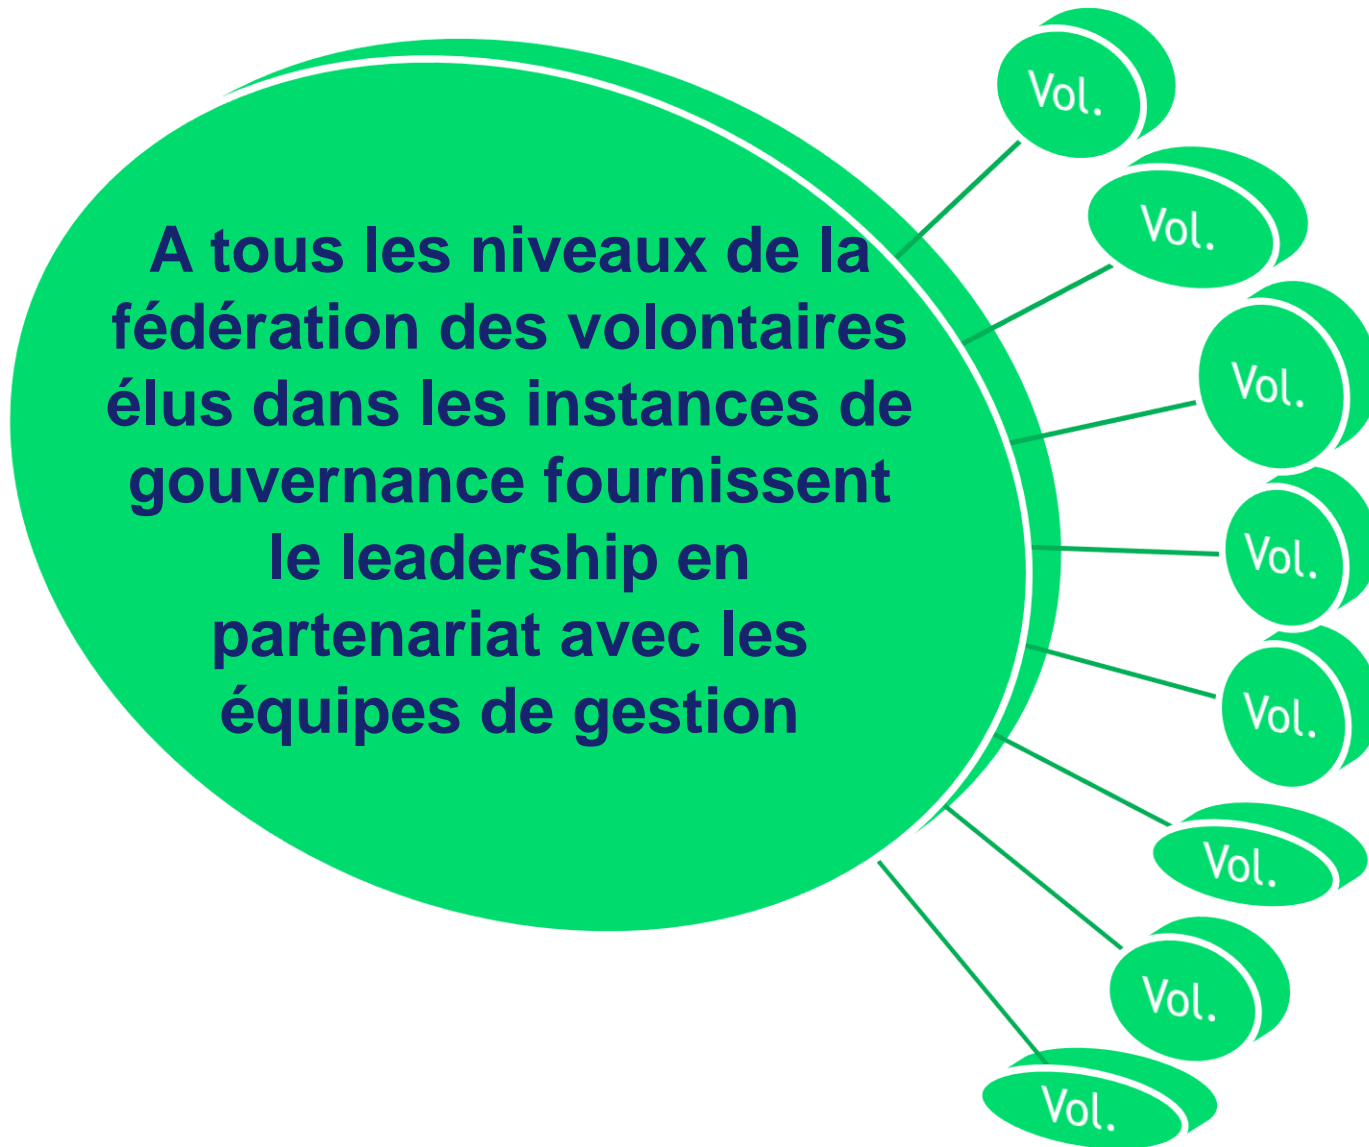 A tous les niveaux de la
fédération des volontaires
élus dans les instances de
gouvernance fournissent
le leadership en
partenariat avec les
équipes de gestion
Vol.
Vol.
Vol.
Vol.
Vol.
Vol.
Vol.
Vol.